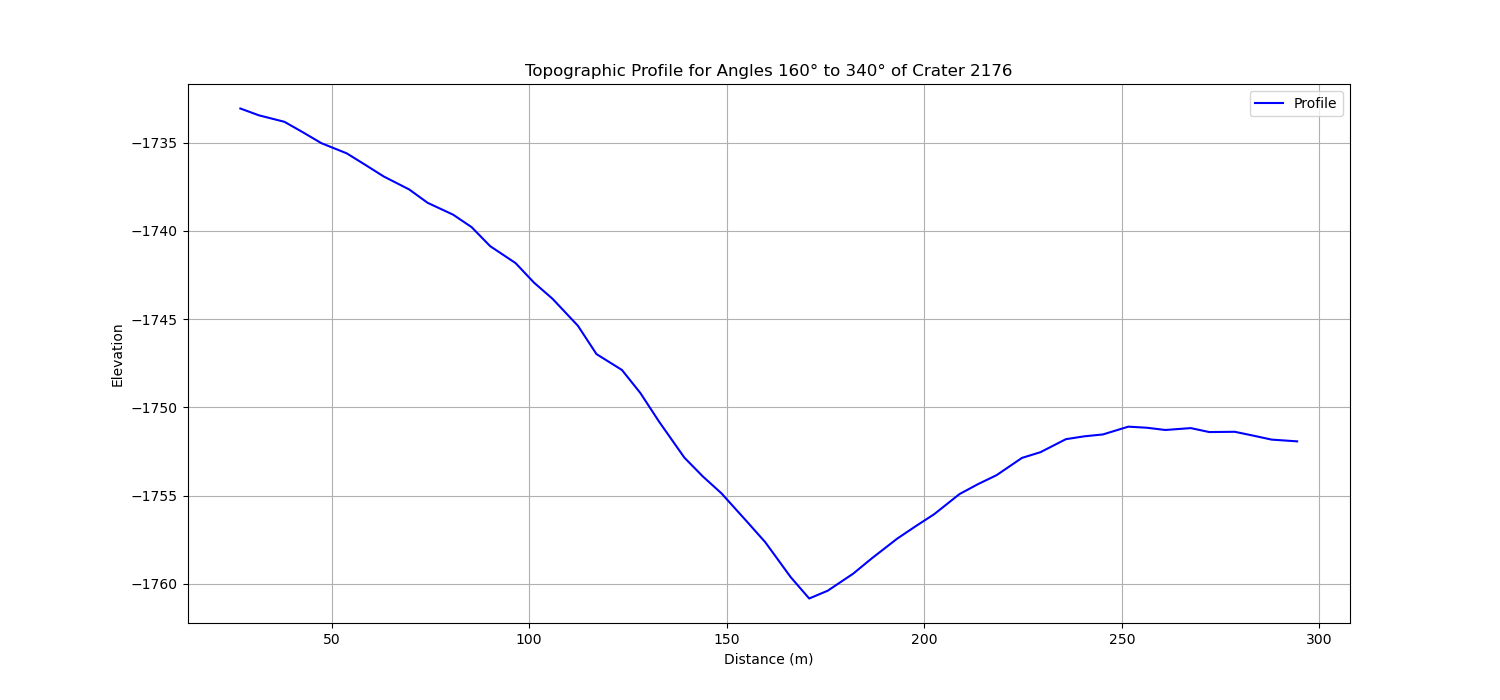 Topographic Profile for Angles 160° to 340° of Crater 2176
Profile
Elevation
−1735
−1740
−1745
−1750
−1755
−1760
50 100 150 200 250 300
Distance (m)